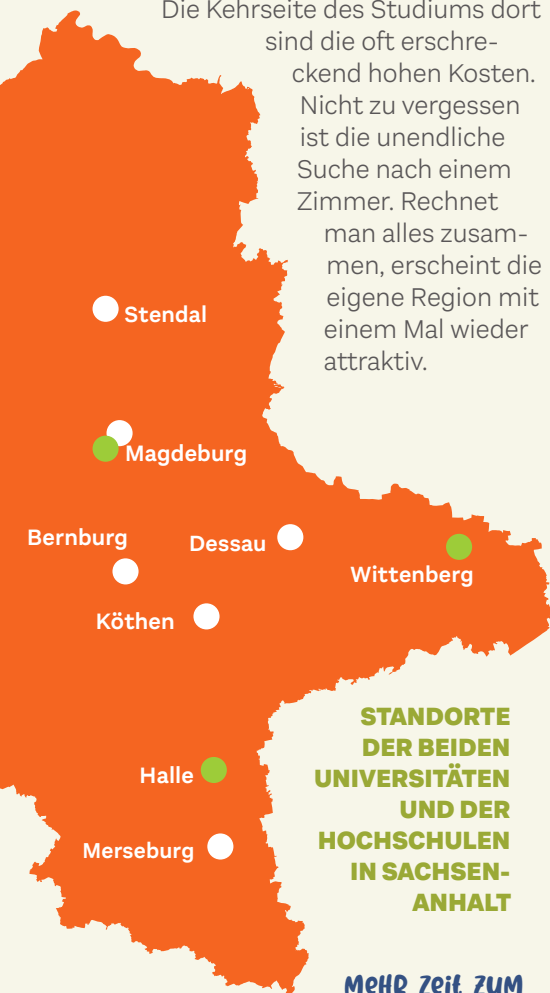 Die Kehrseite des Studiums dort
sind die oft erschre-
ckend hohen Kosten.
Nicht zu vergessen
ist die unendliche
Suche nach einem
Zimmer. Rechnet
man alles zusam-
men, erscheint die
eigene Region mit
einem Mal wieder
attraktiv.
Stendal
Magdeburg
Bernburg
Dessau
Wittenberg
Köthen
Halle
Merseburg
STANDORTE
DER BEIDEN
UNIVERSITÄTEN
UND DER
HOCHSCHULEN
IN SACHSEN-
ANHALT
MEHR ZEIT ZUM